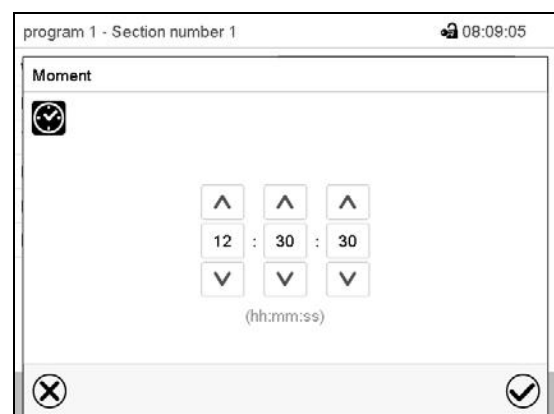 program 1 - Section number 1 08:09:05
Moment
12 : 30 : 30
(hh:mm:ss)